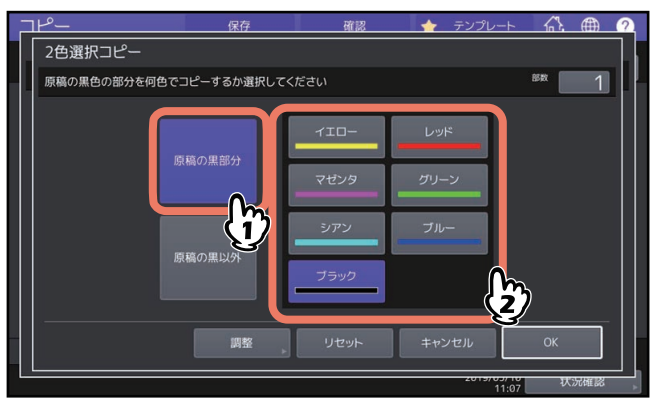 コピー 保存 確認 テンプレート ?
2色選択コピー
原稿の黒色の部分を何色でコピーするか選択してください 部数 1
原稿の黒部分
原稿の黒以外
イエロー レッド
マゼンタ グリーン
シアン ブルー
ブラック
1
2
調整 リセット キャンセル OK
11:07 状況確認